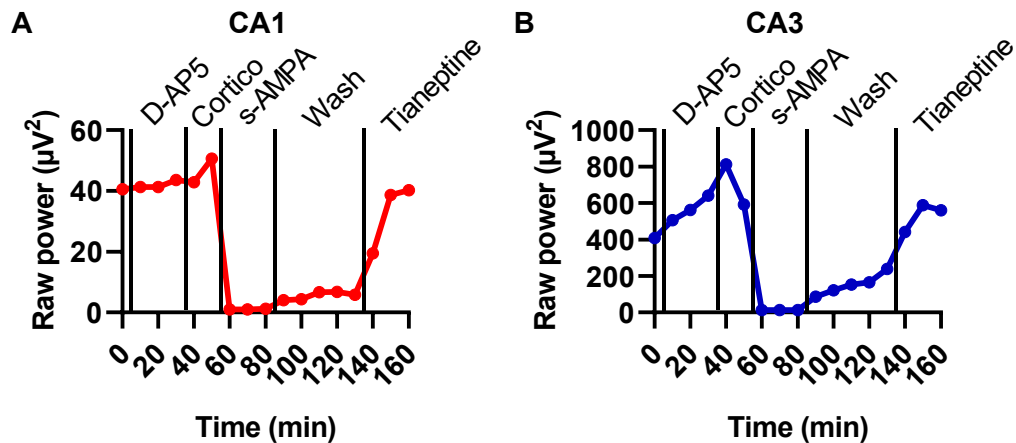 A
CA1
D-AP5
Cortico
s-AMPA
Wash
Tianeptine
Raw power (µV²)
60
40
20
0
0
20
40
60
80
100
120
140
160
Time (min)
B
CA3
D-AP5
Cortico
s-AMPA
Wash
Tianeptine
Raw power (µV²)
1000
800
600
400
200
0
0
20
40
60
80
100
120
140
160
Time (min)